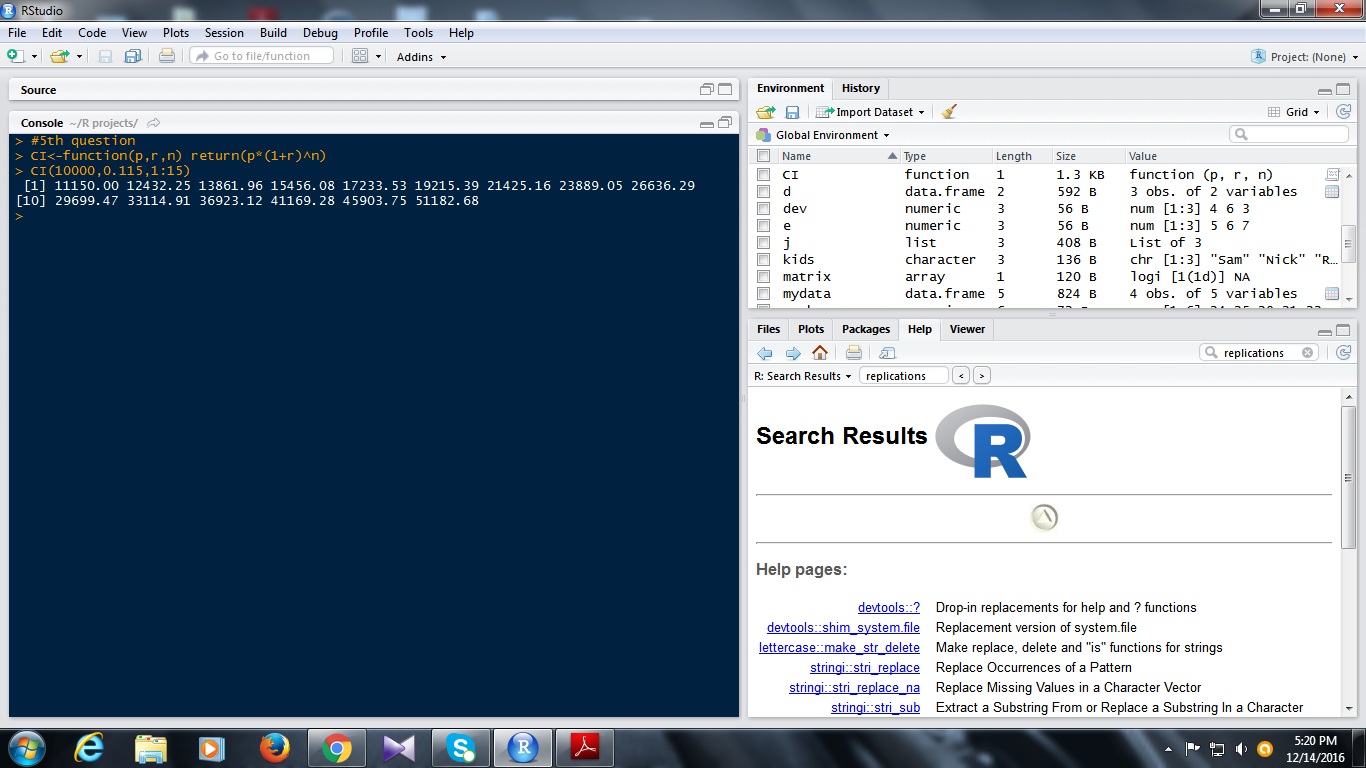 RStudio
File Edit Code View Plots Session Build Debug Profile Tools Help
Go to file/function Addins Project: (None)
Source
Console ~/R projects/
> #5th question
> CI<-function(p,r,n) return(p*(1+r)^n)
> CI(10000,0.115,1:15)
[1] 11150.00 12432.25 13861.96 15456.08 17233.53 19215.39 21425.16 23889.05 26636.29
[10] 29699.47 33114.91 36923.12 41169.28 45903.75 51182.68
>
Environment History
Import Dataset Grid
Global Environment
Name Type Length Size Value
CI function 1 1.3 KB function (p, r, n)
d data.frame 2 592 B 3 obs. of 2 variables
dev numeric 3 56 B num [1:3] 4 6 3
e numeric 3 56 B num [1:3] 5 6 7
j list 3 408 B List of 3
kids character 3 136 B chr [1:3] "Sam" "Nick" "R…
matrix array 1 120 B logi [1(1d)] NA
mydata data.frame 5 824 B 4 obs. of 5 variables
Files Plots Packages Help Viewer
replications
R: Search Results replications < >
Search Results R
Help pages:
devtools::? Drop-in replacements for help and ? functions
devtools::shim_system.file Replacement version of system.file
lettercase::make_str_delete Make replace, delete and "is" functions for strings
stringi::stri_replace Replace Occurrences of a Pattern
stringi::stri_replace_na Replace Missing Values in a Character Vector
stringi::stri_sub Extract a Substring From or Replace a Substring In a Character
5:20 PM
12/14/2016